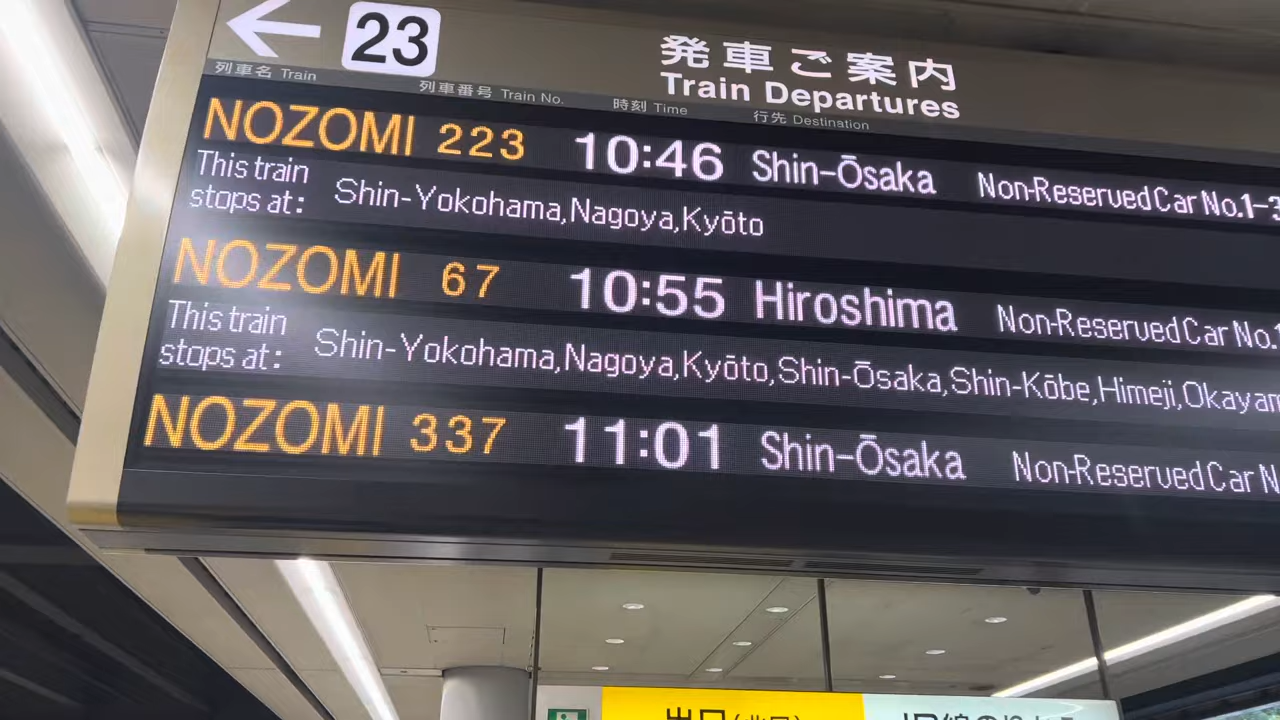 23
発車ご案内
Train Departures
列車名 Train 列車番号 Train No. 時刻 Time 行先 Destination
NOZOMI 223 10:46 Shin-Ōsaka Non-Reserved Car No.1-3
This train
stops at: Shin-Yokohama,Nagoya,Kyōto
NOZOMI 67 10:55 Hiroshima Non-Reserved Car No.1
This train
stops at: Shin-Yokohama,Nagoya,Kyōto,Shin-Ōsaka,Shin-Kōbe,Himeji,Okayam
NOZOMI 337 11:01 Shin-Ōsaka Non-Reserved Car N
出口